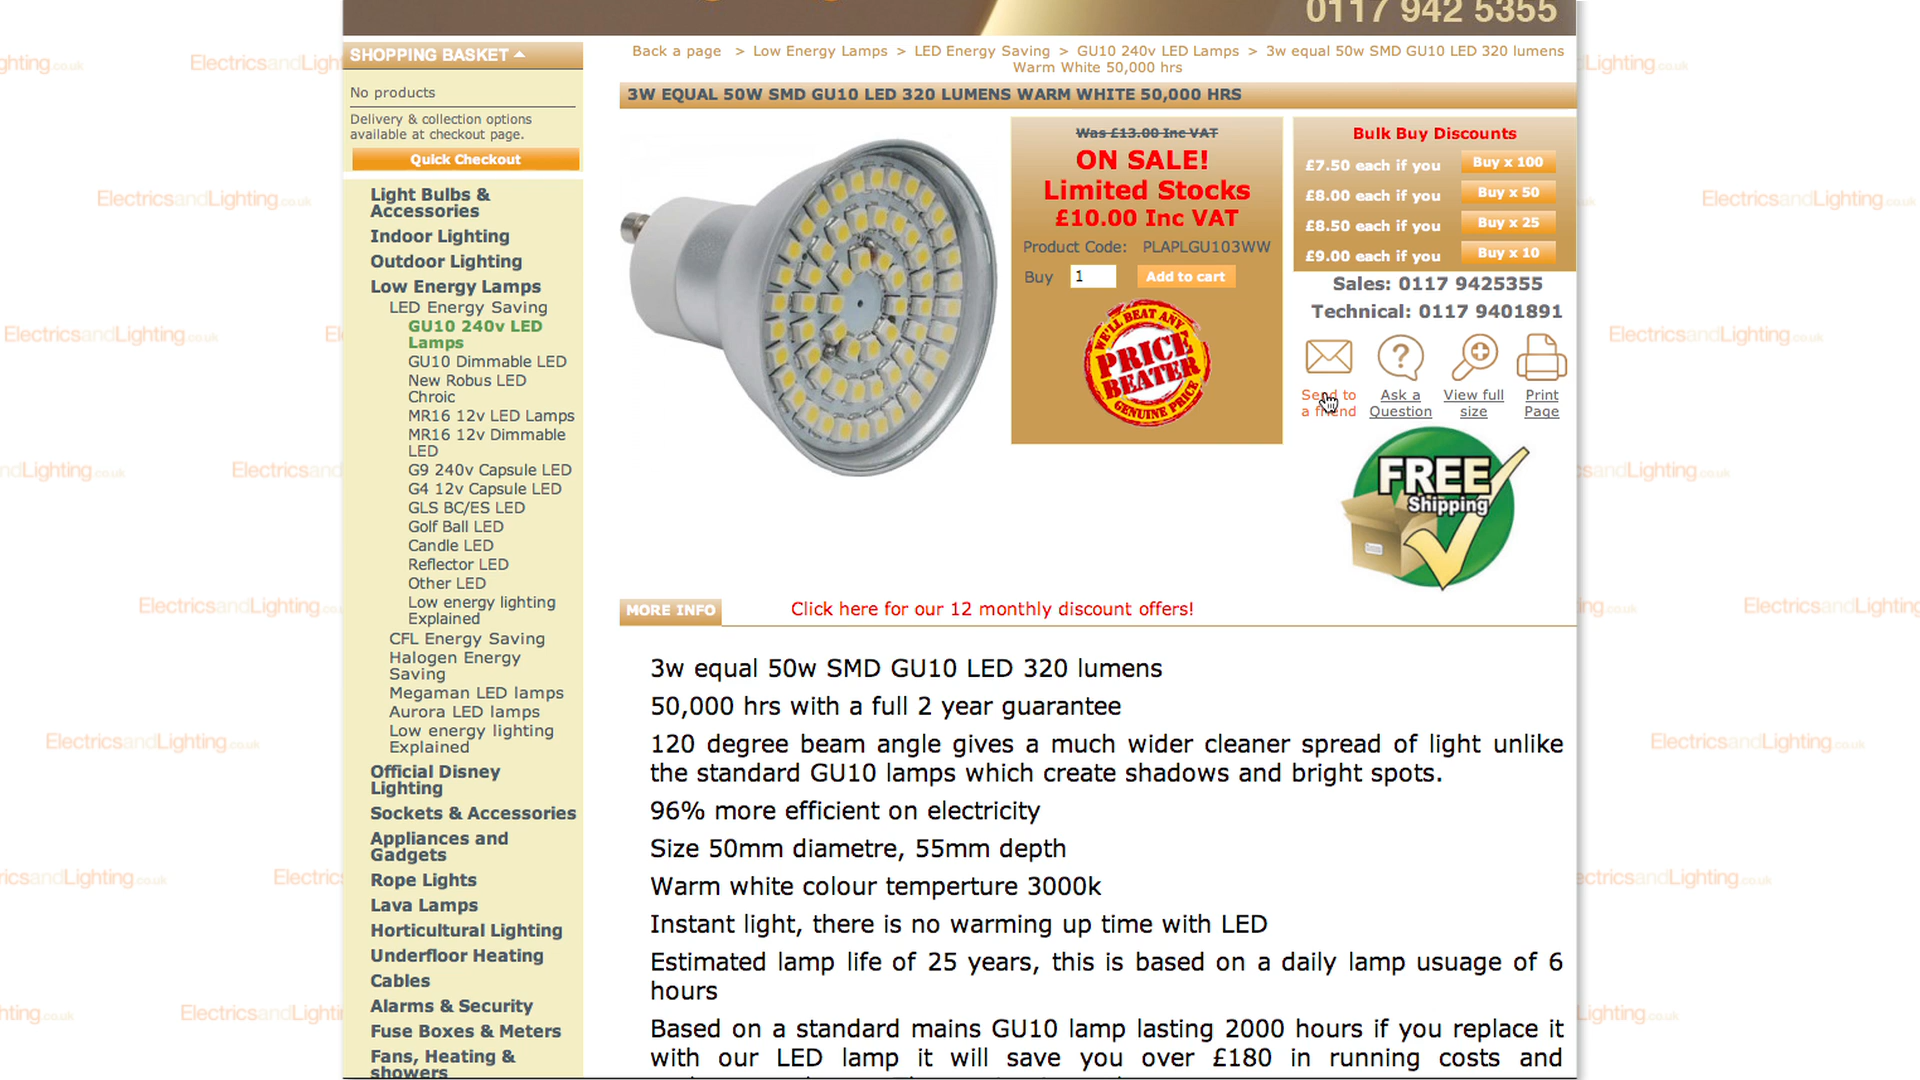 0117 942 5355
SHOPPING BASKET
No products
Delivery & collection options
available at checkout page.
Quick Checkout
Light Bulbs &
Accessories
Indoor Lighting
Outdoor Lighting
Low Energy Lamps
LED Energy Saving
GU10 240v LED
Lamps
GU10 Dimmable LED
New Robus LED
Chroic
MR16 12v LED Lamps
MR16 12v Dimmable
LED
G9 240v Capsule LED
G4 12v Capsule LED
GLS BC/ES LED
Golf Ball LED
Candle LED
Reflector LED
Other LED
Low energy lighting
Explained
CFL Energy Saving
Halogen Energy
Saving
Megaman LED lamps
Aurora LED lamps
Low energy lighting
Explained
Official Disney
Lighting
Sockets & Accessories
Appliances and
Gadgets
Rope Lights
Lava Lamps
Horticultural Lighting
Underfloor Heating
Cables
Alarms & Security
Fuse Boxes & Meters
Fans, Heating &
showers
Back a page > Low Energy Lamps > LED Energy Saving > GU10 240v LED Lamps > 3w equal 50w SMD GU10 LED 320 lumens
Warm White 50,000 hrs
3W EQUAL 50W SMD GU10 LED 320 LUMENS WARM WHITE 50,000 HRS
Was £13.00 Inc VAT
ON SALE!
Limited Stocks
£10.00 Inc VAT
Product Code: PLAPLGU103WW
Buy 1 Add to cart
WE'LL BEAT ANY
PRICE
BEATER
GENUINE PRICE
Bulk Buy Discounts
£7.50 each if you Buy x 100
£8.00 each if you Buy x 50
£8.50 each if you Buy x 25
£9.00 each if you Buy x 10
Sales: 0117 9425355
Technical: 0117 9401891
Send to
a friend
Ask a
Question
View full
size
Print
Page
FREE
Shipping
MORE INFO
Click here for our 12 monthly discount offers!
3w equal 50w SMD GU10 LED 320 lumens
50,000 hrs with a full 2 year guarantee
120 degree beam angle gives a much wider cleaner spread of light unlike
the standard GU10 lamps which create shadows and bright spots.
96% more efficient on electricity
Size 50mm diametre, 55mm depth
Warm white colour temperture 3000k
Instant light, there is no warming up time with LED
Estimated lamp life of 25 years, this is based on a daily lamp usuage of 6
hours
Based on a standard mains GU10 lamp lasting 2000 hours if you replace it
with our LED lamp it will save you over £180 in running costs and
ElectricsandLighting.co.uk